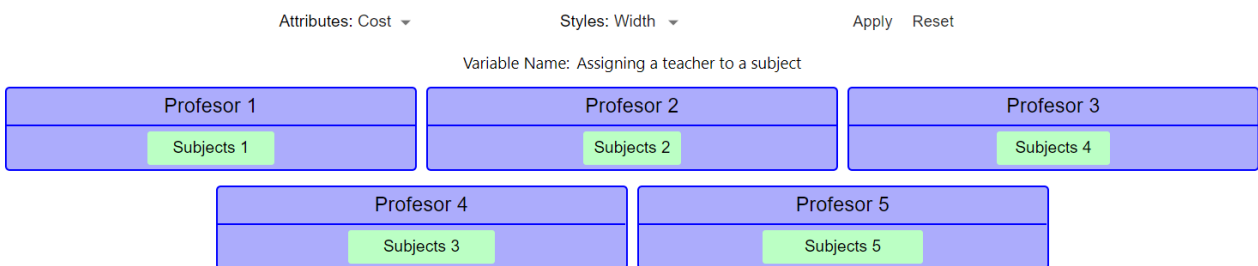 Attributes: Cost Styles: Width Apply Reset
Variable Name: Assigning a teacher to a subject
Profesor 1 Profesor 2 Profesor 3
Subjects 1 Subjects 2 Subjects 4
Profesor 4 Profesor 5
Subjects 3 Subjects 5